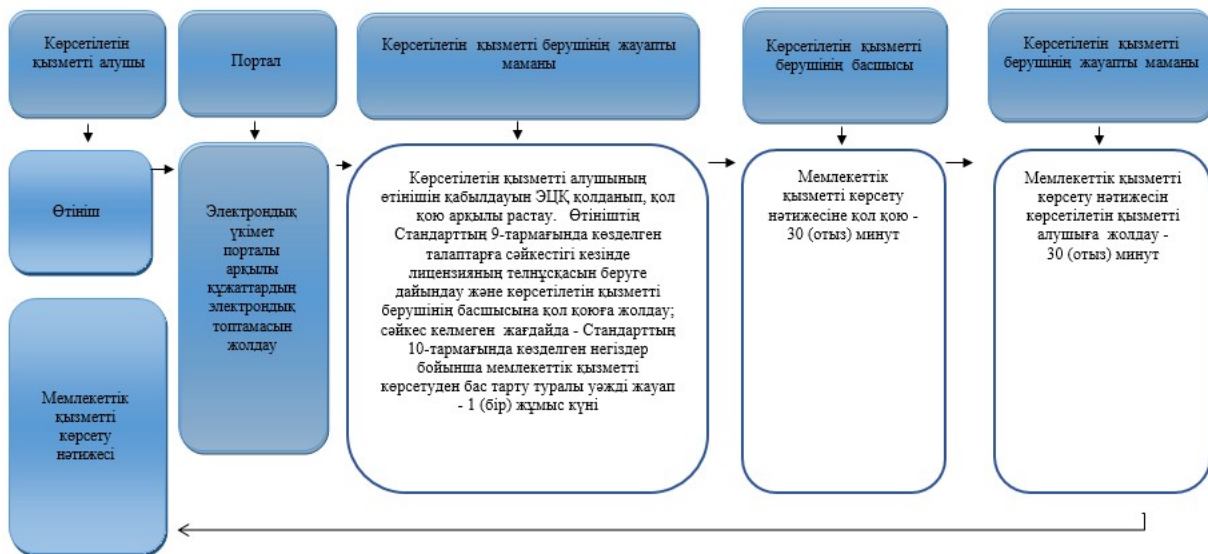 Көрсетілетін
қызметті алушы
Портал
Көрсетілетін қызметті берушінің жауапты
маманы
Көрсетілетін қызметті
берушінің басшысы
Көрсетілетін қызметті
берушінің жауапты маманы
Өтініш
Электрондық
үкімет
порталы
арқылы
құжаттардың
электрондық
топтамасын
жолдау
Көрсетілетін қызметті алушының
өтінішін қабылдауын ЭЦҚ қолданып, қол
қою арқылы растау. Өтініштің
Стандарттың 9-тармағында көзделген
талаптарға сәйкестігі кезінде
лицензияның телнұсқасын беруге
дайындау және көрсетілетін қызметті
берушінің басшысына қол қоюға жолдау;
сәйкес келмеген жағдайда - Стандарттың
10-тармағында көзделген негіздер
бойынша мемлекеттік қызметті
көрсетуден бас тарту туралы уәжді жауап
- 1 (бір) жұмыс күні
Мемлекеттік
қызметті көрсету
нәтижесіне қол қою -
30 (отыз) минут
Мемлекеттік қызметті
көрсету нәтижесін
көрсетілетін қызметті
алушыға жолдау -
30 (отыз) минут
Мемлекеттік
қызметті
көрсету
нәтижесі